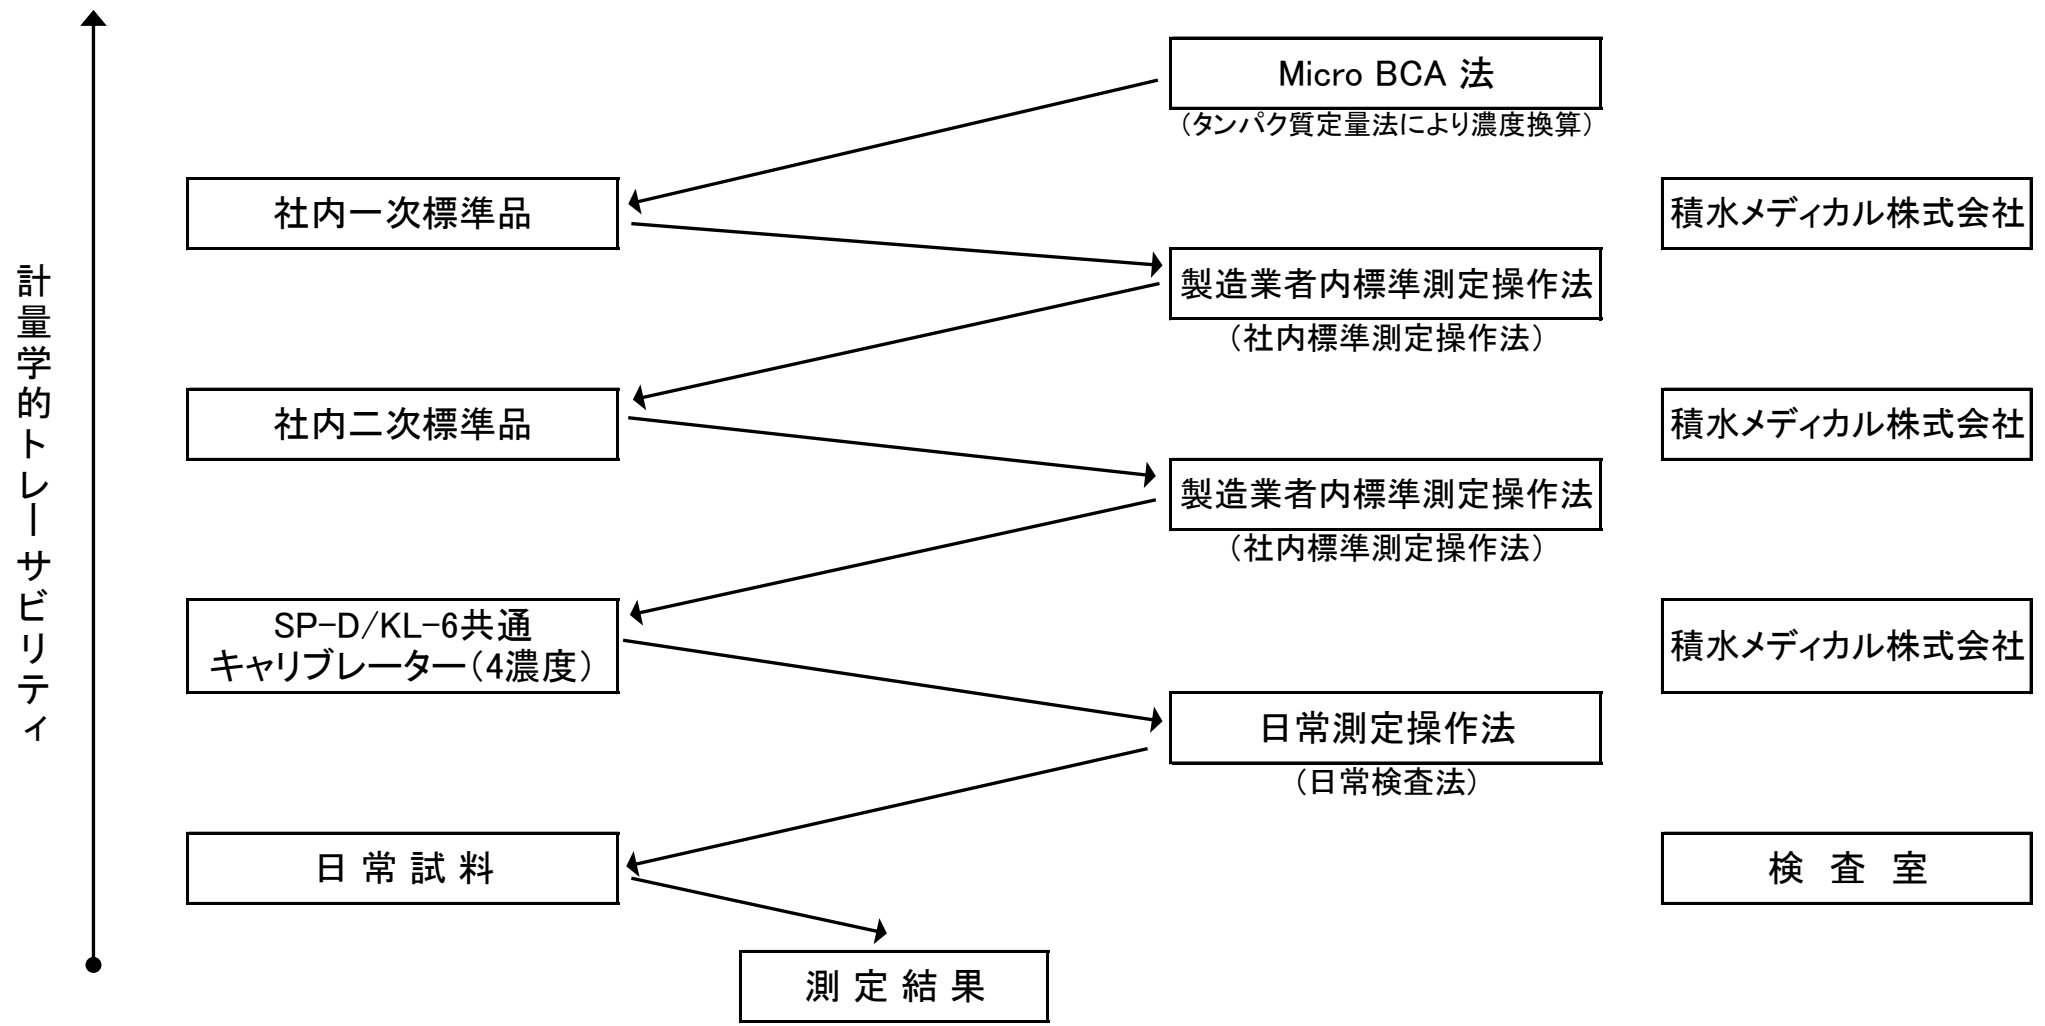 計量学的トレーサビリティ
Micro BCA 法
（タンパク質定量法により濃度換算）
社内一次標準品
積水メディカル株式会社
製造業者内標準測定操作法
（社内標準測定操作法）
社内二次標準品
積水メディカル株式会社
製造業者内標準測定操作法
（社内標準測定操作法）
SP-D/KL-6共通
キャリブレーター（4濃度）
積水メディカル株式会社
日常測定操作法
（日常検査法）
日 常 試 料
検 査 室
測 定 結 果